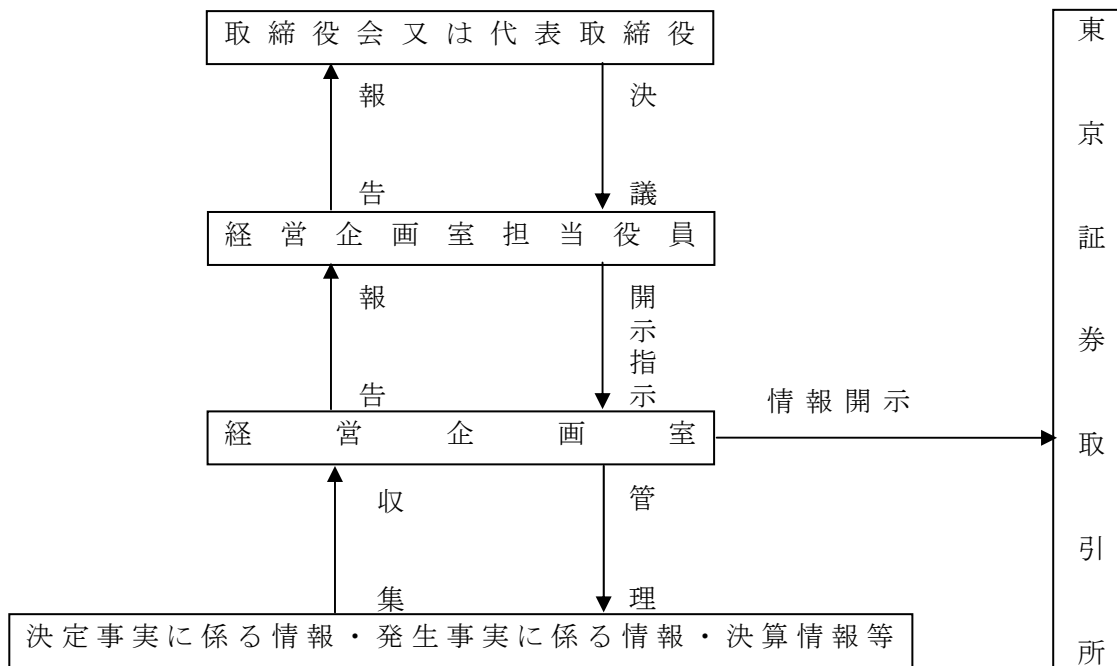 取締役会又は代表取締役
報告
決議
経営企画室担当役員
報告
開示指示
経営企画室
情報開示
収集
管理
決定事実に係る情報・発生事実に係る情報・決算情報等
東京証券取引所